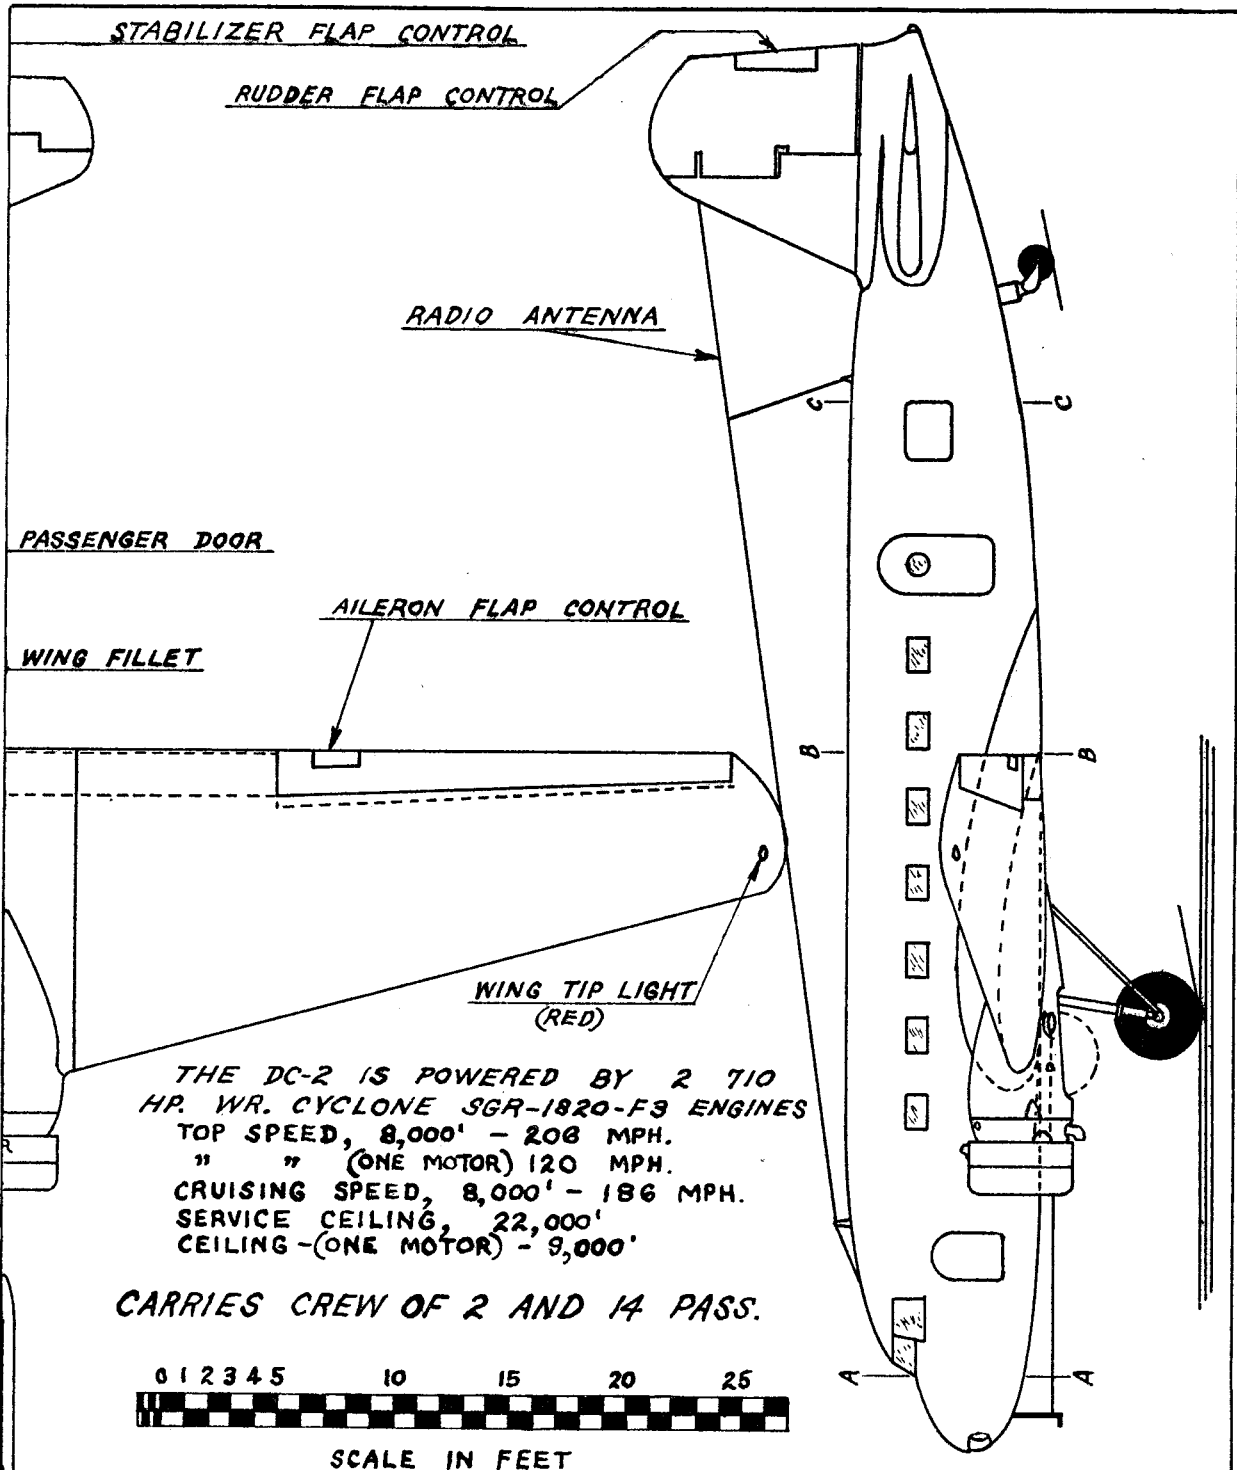 STABILIZER FLAP CONTROL
RUDDER FLAP CONTROL
RADIO ANTENNA
C
C
PASSENGER DOOR
AILERON FLAP CONTROL
WING FILLET
B
B
WING TIP LIGHT
(RED)
THE DC-2 IS POWERED BY 2 710
HP. WR. CYCLONE SGR-1820-F3 ENGINES
TOP SPEED, 8,000' - 208 MPH.
" " (ONE MOTOR) 120 MPH.
CRUISING SPEED, 8,000' - 186 MPH.
SERVICE CEILING, 22,000'
CEILING - (ONE MOTOR) - 9,000'
CARRIES CREW OF 2 AND 14 PASS.
A
A
0 1 2 3 4 5 10 15 20 25
SCALE IN FEET